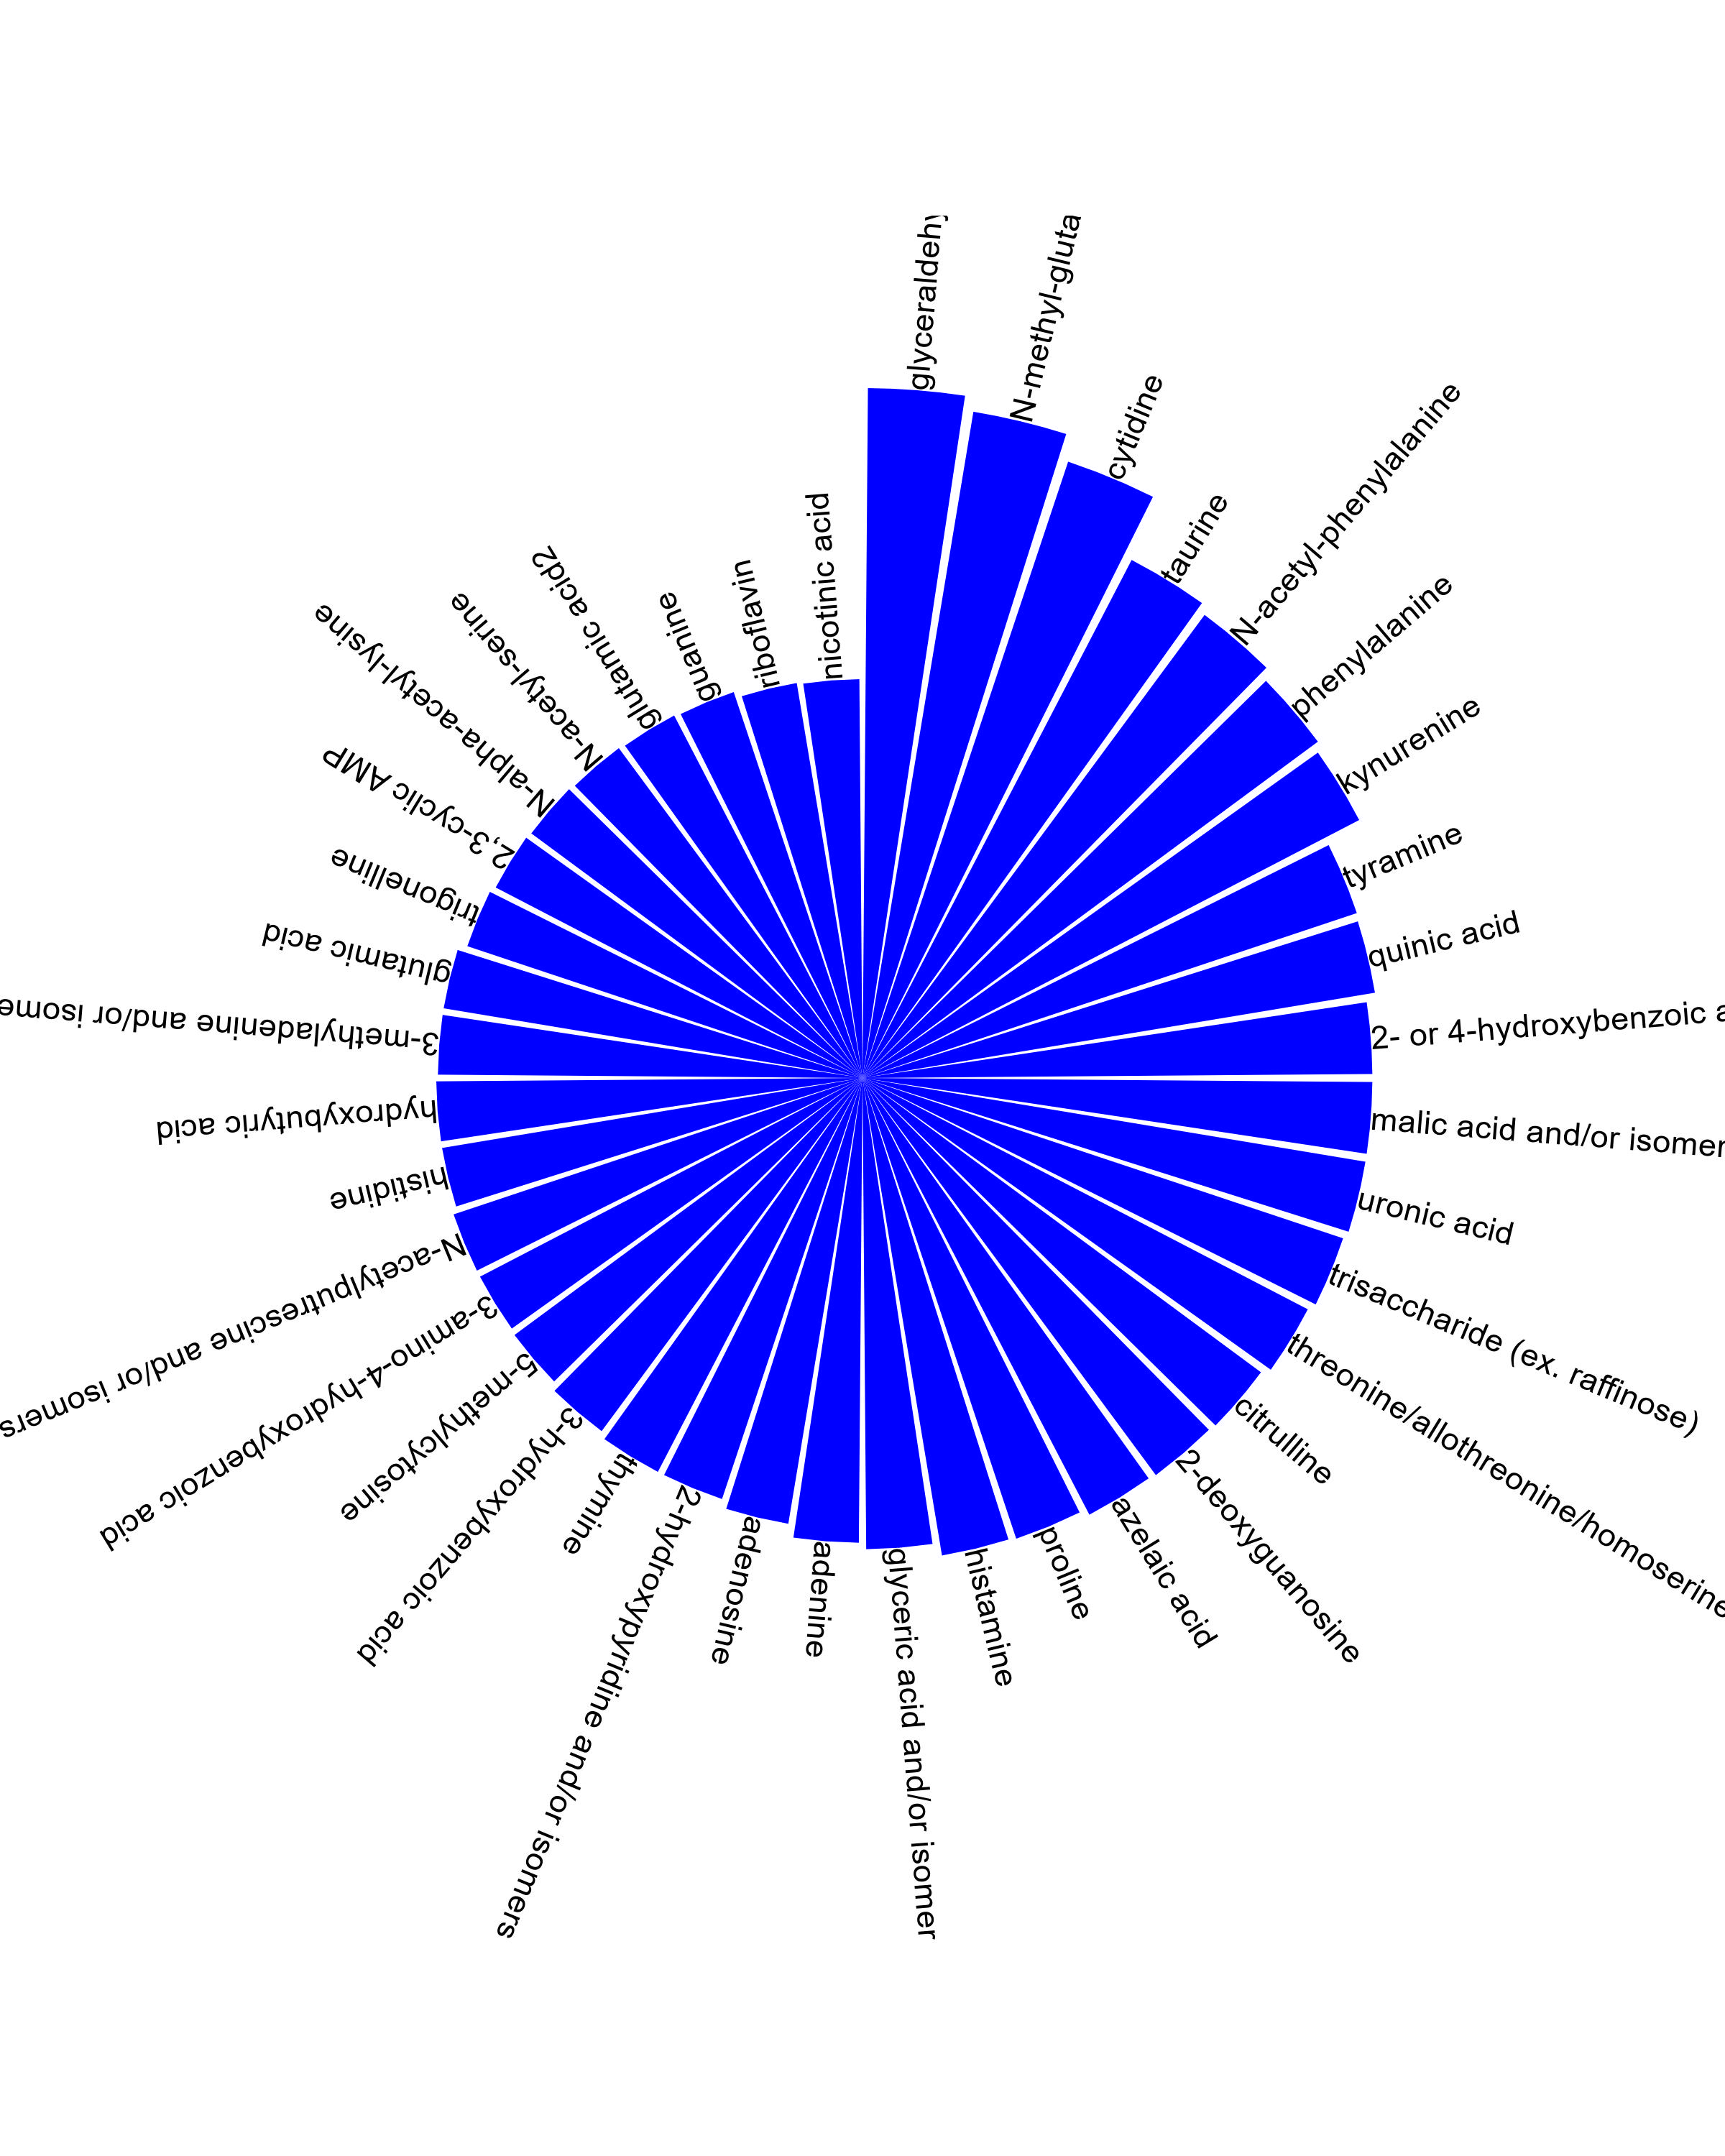 glyceraldehy
N-methyl-gluta
cytidine
taurine
N-acetyl-phenylalanine
phenylalanine
kynurenine
tyramine
quinic acid
2- or 4-hydroxybenzoic a
malic acid and/or isomer
uronic acid
trisaccharide (ex. raffinose)
threonine/allothreonine/homoserine
citrulline
2-deoxyguanosine
azelaic acid
proline
histamine
glyceric acid and/or isomer
adenine
adenosine
2-hydroxypyridine and/or isomers
thymine
3-hydroxybenzoic acid
5-methylcytosine
3-amino-4-hydroxybenzoic acid
N-acetylputrescine and/or isomers
histidine
hydroxybutyric acid
3-methyladenine and/or isome
glutamic acid
trigonelline
2,3-cyclic AMP
N-alpha-acetyl-lysine
N-acetyl-serine
glutamic acid2
guanine
riboflavin
nicotinic acid